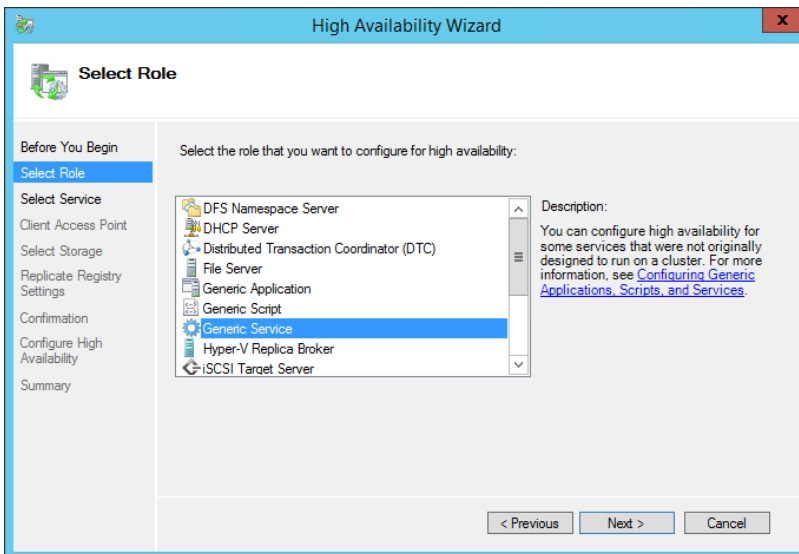 High Availability Wizard
X
Select Role
Before You Begin
Select Role
Select Service
Client Access Point
Select Storage
Replicate Registry
Settings
Confirmation
Configure High
Availability
Summary
Select the role that you want to configure for high availability:
DFS Namespace Server
DHCP Server
Distributed Transaction Coordinator (DTC)
File Server
Generic Application
Generic Script
Generic Service
Hyper-V Replica Broker
iSCSI Target Server
Description:
You can configure high availability for
some services that were not originally
designed to run on a cluster. For more
information, see Configuring Generic
Applications, Scripts, and Services.
< Previous
Next >
Cancel